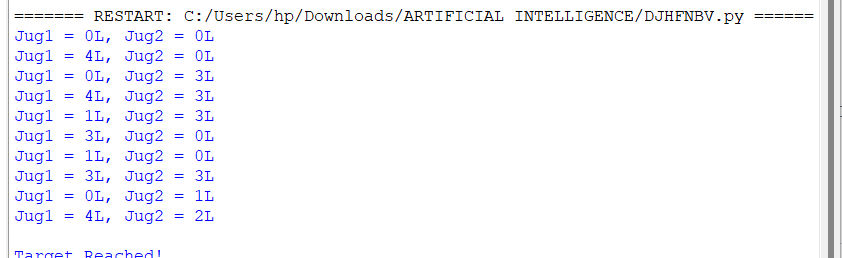 ======= RESTART: C:/Users/hp/Downloads/ARTIFICIAL INTELLIGENCE/DJHFNBV.py ======
Jug1 = 0L, Jug2 = 0L
Jug1 = 4L, Jug2 = 0L
Jug1 = 0L, Jug2 = 3L
Jug1 = 4L, Jug2 = 3L
Jug1 = 1L, Jug2 = 3L
Jug1 = 3L, Jug2 = 0L
Jug1 = 1L, Jug2 = 0L
Jug1 = 3L, Jug2 = 3L
Jug1 = 0L, Jug2 = 1L
Jug1 = 4L, Jug2 = 2L
Target Reached!